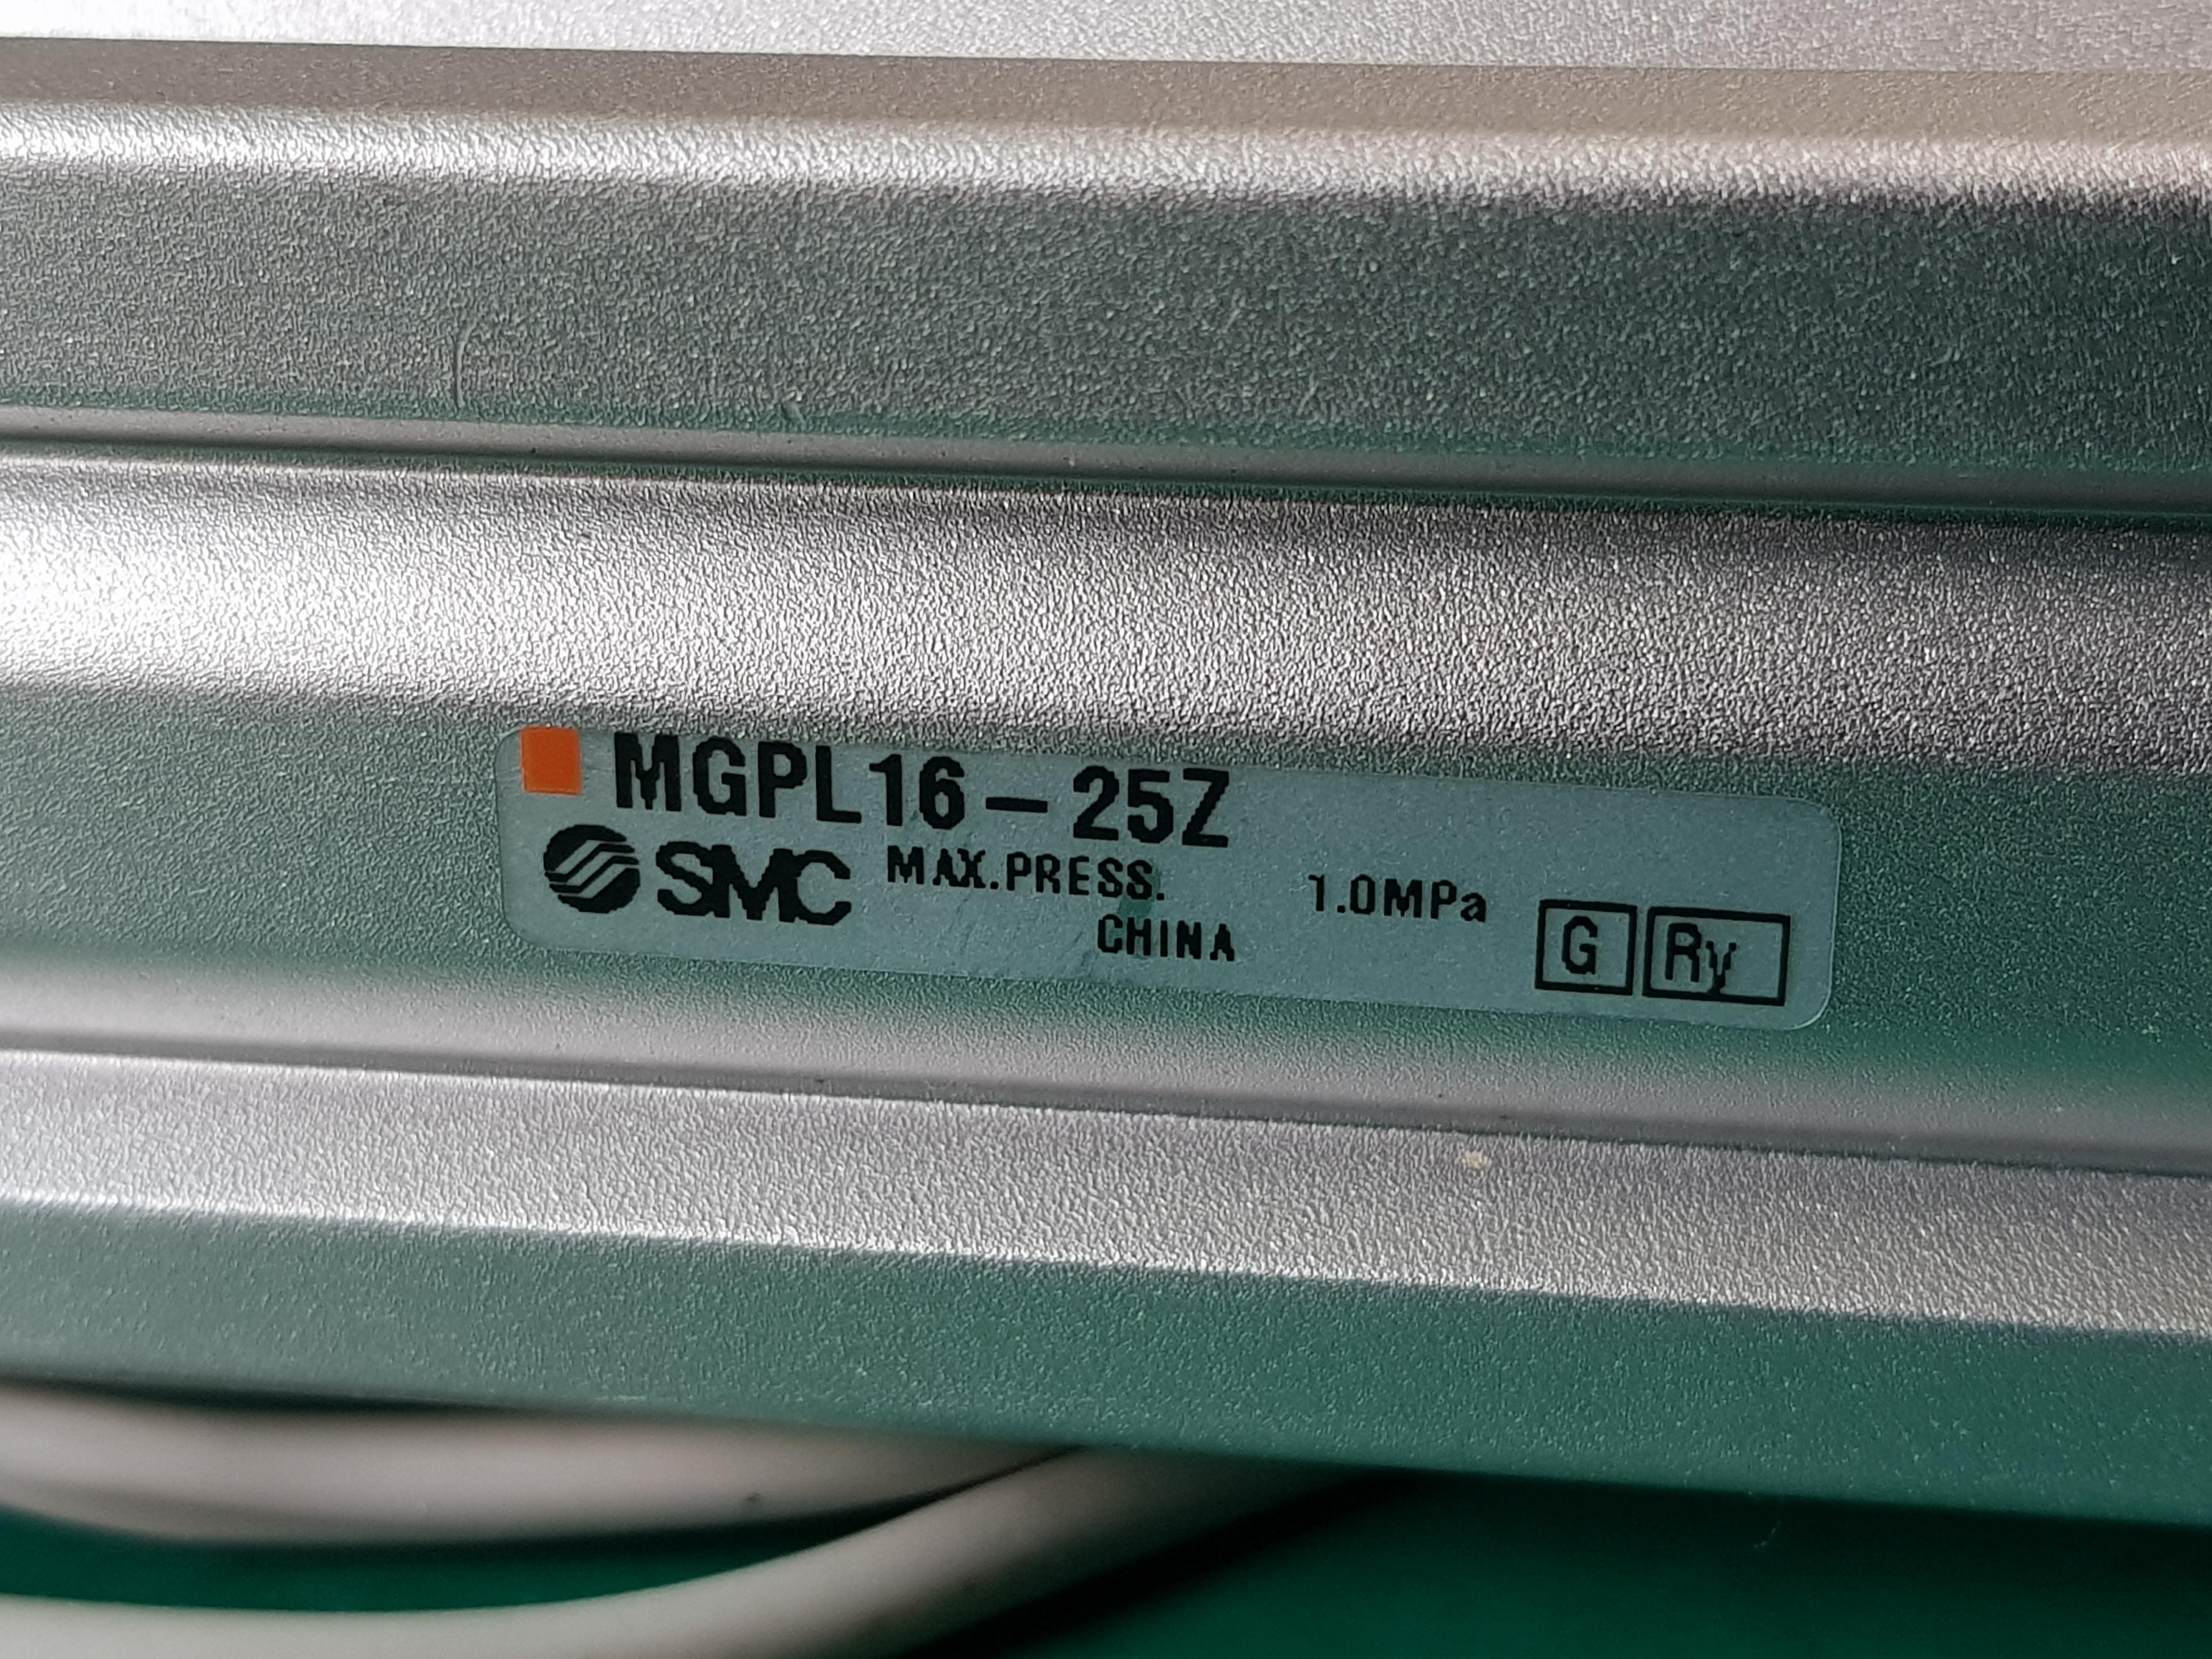 MGPL16-25Z
SMC MAX.PRESS. 1.0MPa
CHINA G Ry